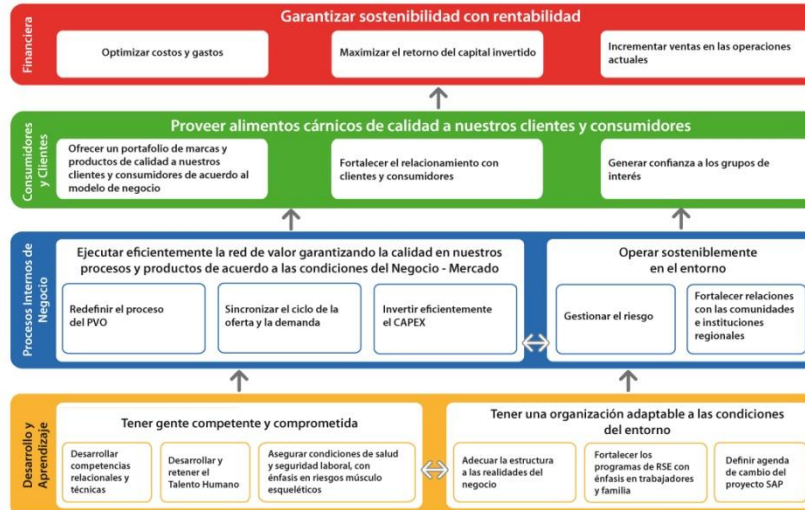 Financiera
Garantizar sostenibilidad con rentabilidad
Optimizar costos y gastos
Maximizar el retorno del capital invertido
Incrementar ventas en las operaciones
actuales
Consumidores
y Clientes
Proveer alimentos cárnicos de calidad a nuestros clientes y consumidores
Ofrecer un portafolio de marcas y
productos de calidad a nuestros
clientes y consumidores de acuerdo al
modelo de negocio
Fortalecer el relacionamiento con
clientes y consumidores
Generar confianza a los grupos de
interés
Procesos Internos de
Negocio
Ejecutar eficientemente la red de valor garantizando la calidad en nuestros
procesos y productos de acuerdo a las condiciones del Negocio - Mercado
Redefinir el proceso
del PVO
Sincronizar el ciclo de la
oferta y la demanda
Invertir eficientemente
el CAPEX
Operar sosteniblemente
en el entorno
Gestionar el riesgo
Fortalecer relaciones
con las comunidades
e instituciones
regionales
Desarrollo y
Aprendizaje
Tener gente competente y comprometida
Desarrollar
competencias
relacionales y
técnicas
Desarrollar y
retener el
Talento Humano
Asegurar condiciones de salud
y seguridad laboral, con
énfasis en riesgos músculo
esqueléticos
Tener una organización adaptable a las condiciones
del entorno
Adecuar la estructura
a las realidades del
negocio
Fortalecer los
programas de RSE con
énfasis en trabajadores
y familia
Definir agenda
de cambio del
proyecto SAP